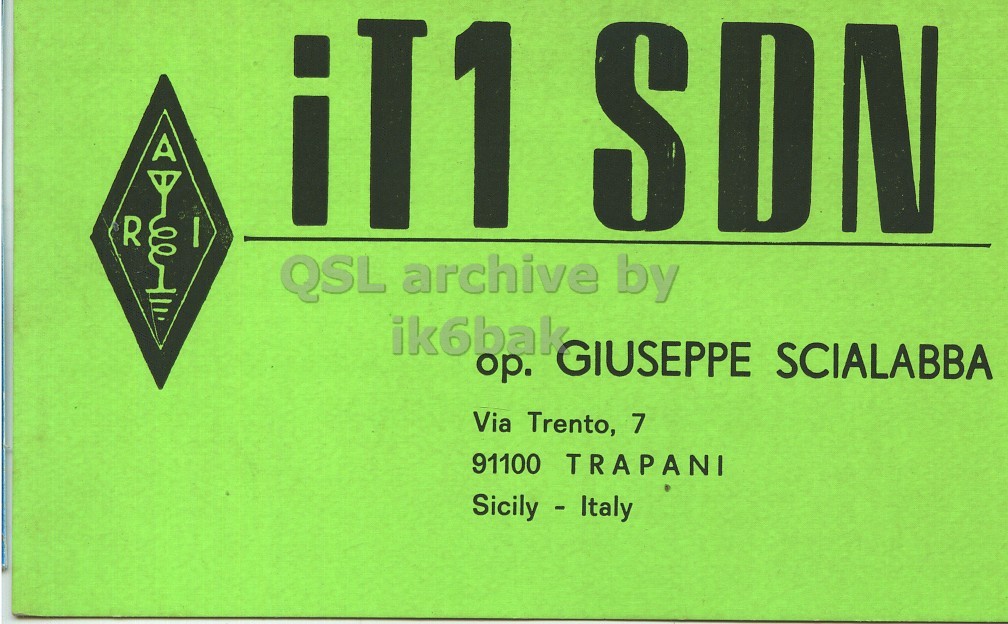 iT1 SDN
A
R I
QSL archive by
ik6bak
op. GIUSEPPE SCIALABBA
Via Trento, 7
91100 TRAPANI
Sicily - Italy